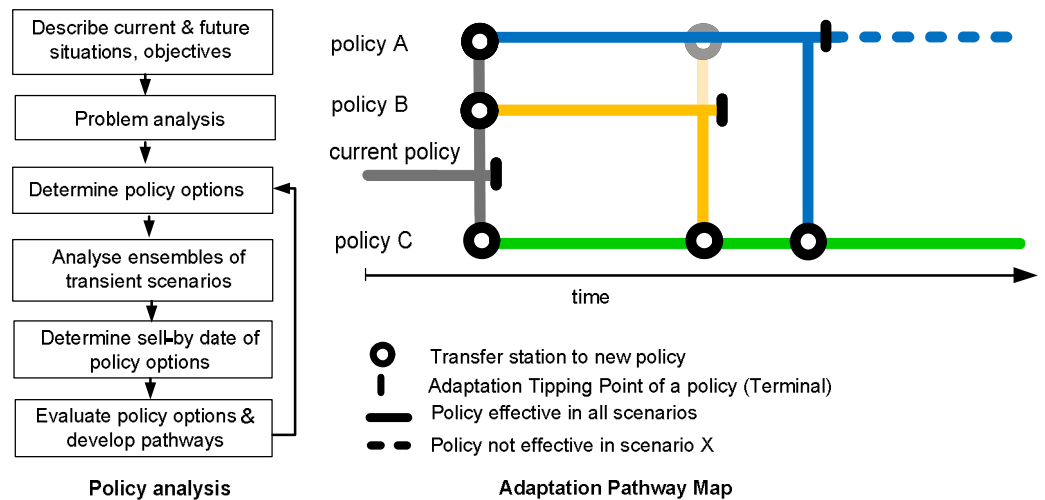 Describe current & future
situations, objectives
Problem analysis
Determine policy options
Analyse ensembles of
transient scenarios
Determine sell-by date of
policy options
Evaluate policy options &
develop pathways
Policy analysis
policy A
policy B
current policy
policy C
time
Transfer station to new policy
Adaptation Tipping Point of a policy (Terminal)
Policy effective in all scenarios
Policy not effective in scenario X
Adaptation Pathway Map